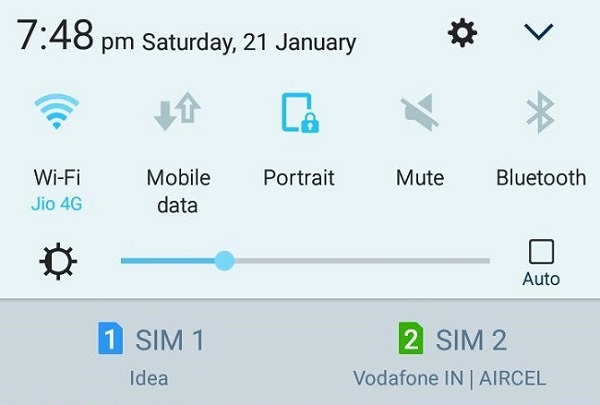 7:48 pm Saturday, 21 January
Wi-Fi
Jio 4G
Mobile
data
Portrait
Mute
Bluetooth
Auto
1 SIM 1
Idea
2 SIM 2
Vodafone IN | AIRCEL